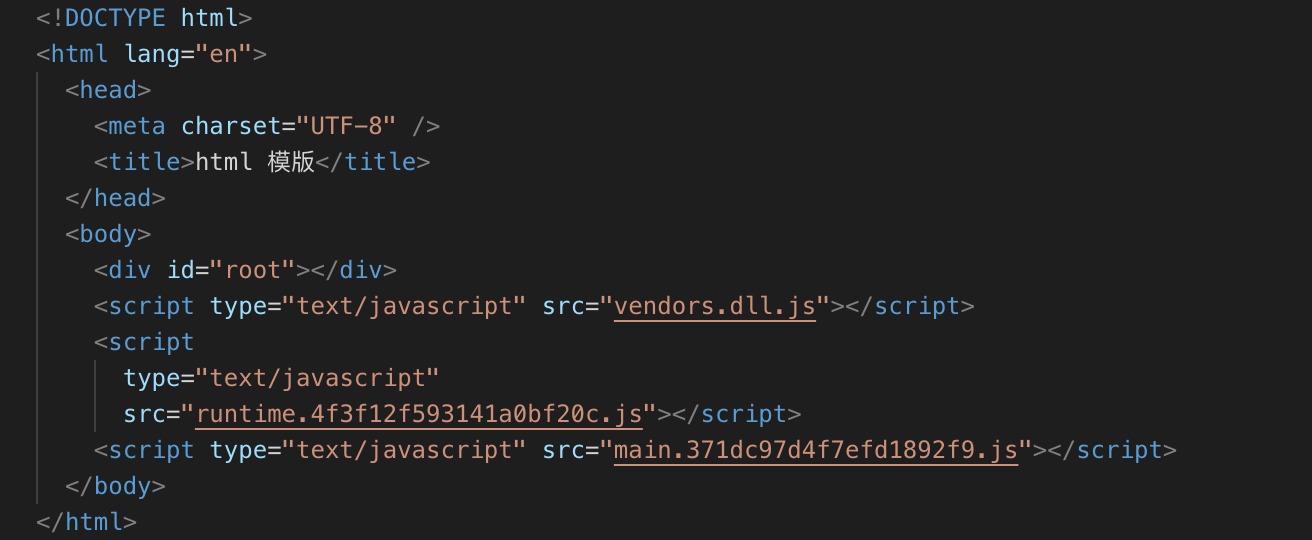 <!DOCTYPE html>
<html lang="en">
  <head>
    <meta charset="UTF-8" />
    <title>html 模版</title>
  </head>
  <body>
    <div id="root"></div>
    <script type="text/javascript" src="vendors.dll.js"></script>
    <script
      type="text/javascript"
      src="runtime.4f3f12f593141a0bf20c.js"></script>
    <script type="text/javascript" src="main.371dc97d4f7efd1892f9.js"></script>
  </body>
</html>